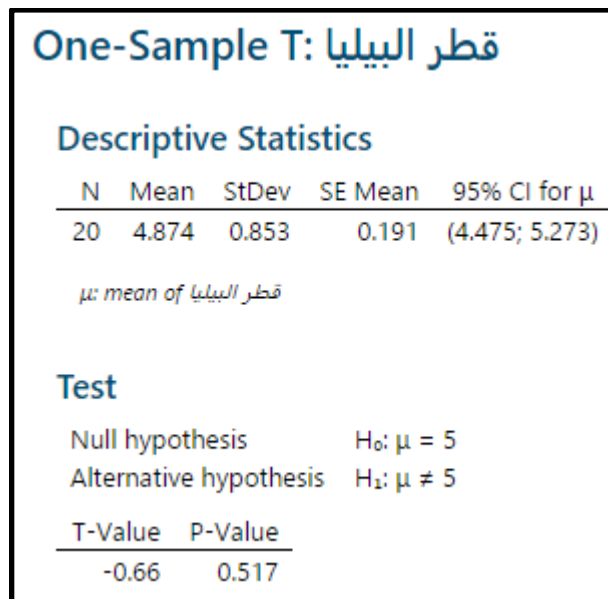 One-Sample T: قطر البيليا
Descriptive Statistics
N Mean StDev SE Mean 95% CI for μ
20 4.874 0.853 0.191 (4.475; 5.273)
μ: mean of قطر البيليا
Test
Null hypothesis H₀: μ = 5
Alternative hypothesis H₁: μ ≠ 5
T-Value P-Value
-0.66 0.517